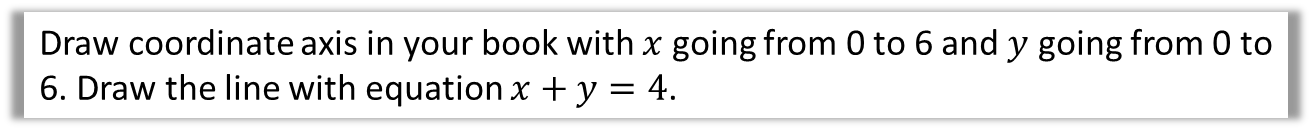 Draw coordinate axis in your book with 𝑥 going from 0 to 6 and 𝑦 going from 0 to
6. Draw the line with equation 𝑥 + 𝑦 = 4.